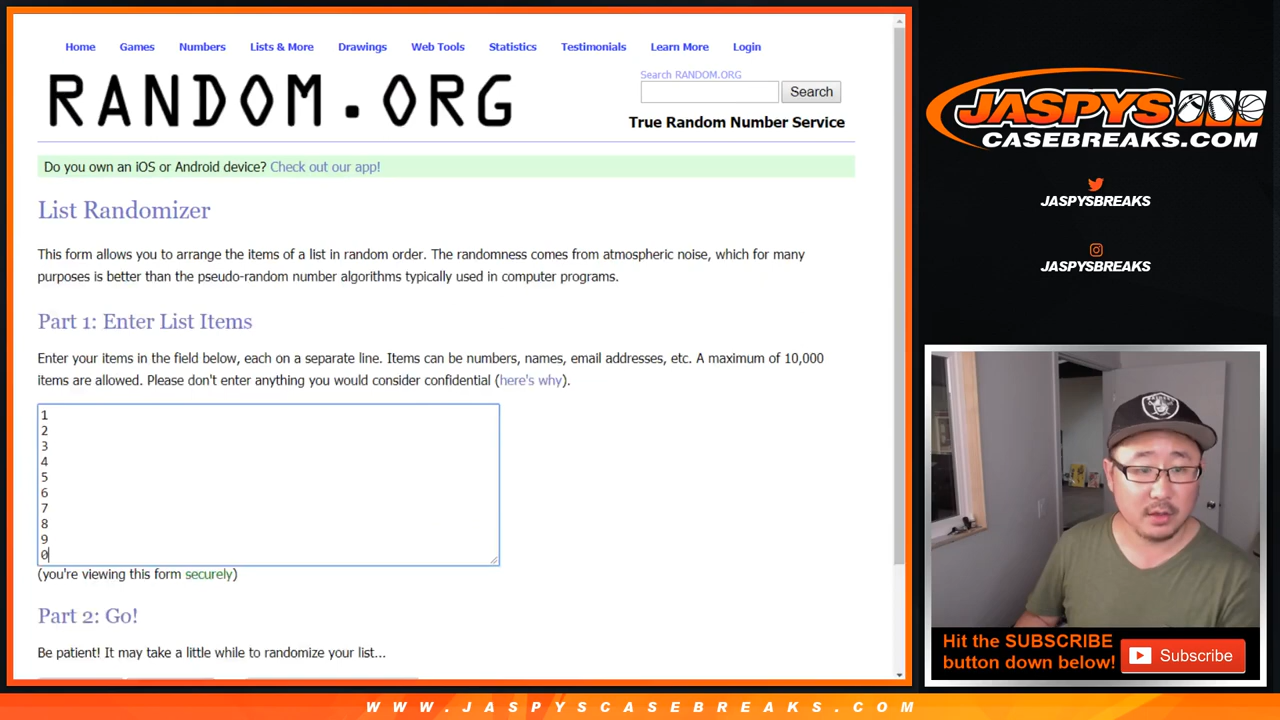 Home Games Numbers Lists & More Drawings Web Tools Statistics Testimonials Learn More Login
RANDOM.ORG
Search RANDOM.ORG
Search
True Random Number Service
Do you own an iOS or Android device? Check out our app!
List Randomizer
This form allows you to arrange the items of a list in random order. The randomness comes from atmospheric noise, which for many
purposes is better than the pseudo-random number algorithms typically used in computer programs.
Part 1: Enter List Items
Enter your items in the field below, each on a separate line. Items can be numbers, names, email addresses, etc. A maximum of 10,000
items are allowed. Please don't enter anything you would consider confidential (here's why).
1
2
3
4
5
6
7
8
9
0
(you're viewing this form securely)
Part 2: Go!
Be patient! It may take a little while to randomize your list...
JASPYS
CASEBREAKS.COM
JASPYSBREAKS
JASPYSBREAKS
Hit the SUBSCRIBE
button down below!
Subscribe
WWW.JASPYSCASEBREAKS.COM